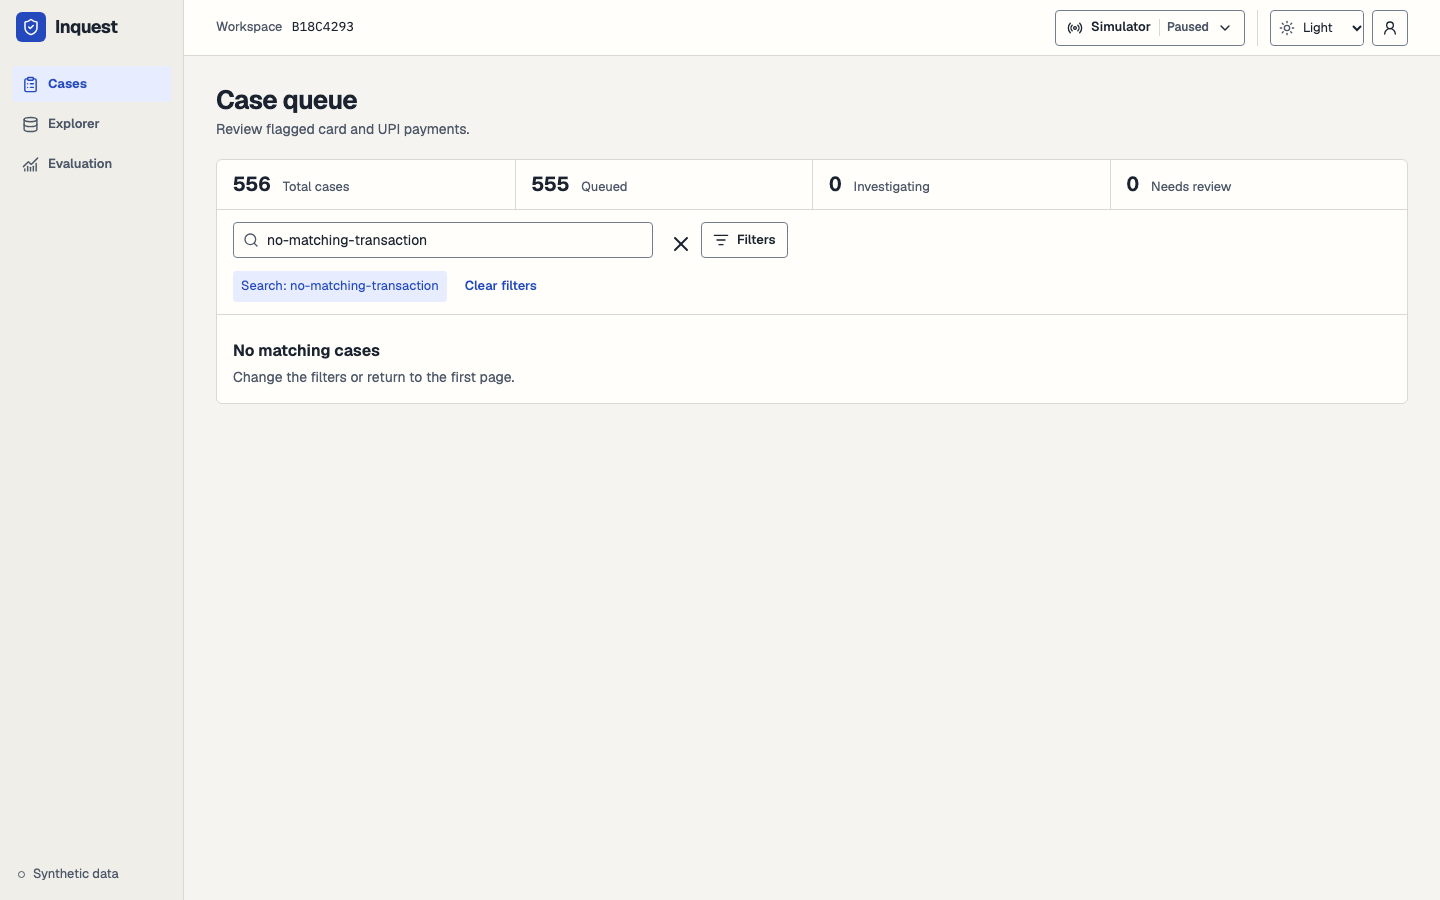 Inquest
Workspace B18C4293
Simulator Paused
Light
Cases
Explorer
Evaluation
Case queue
Review flagged card and UPI payments.
556 Total cases
555 Queued
0 Investigating
0 Needs review
no-matching-transaction
Filters
Search: no-matching-transaction
Clear filters
No matching cases
Change the filters or return to the first page.
Synthetic data